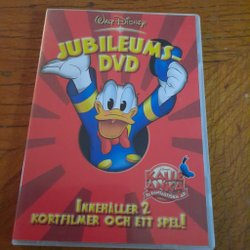 WALT DISNEY
JUBILEUMS-
DVD
KALLE
ANKA
INNEHÅLLER 2
KORTFILMER OCH ETT SPEL!